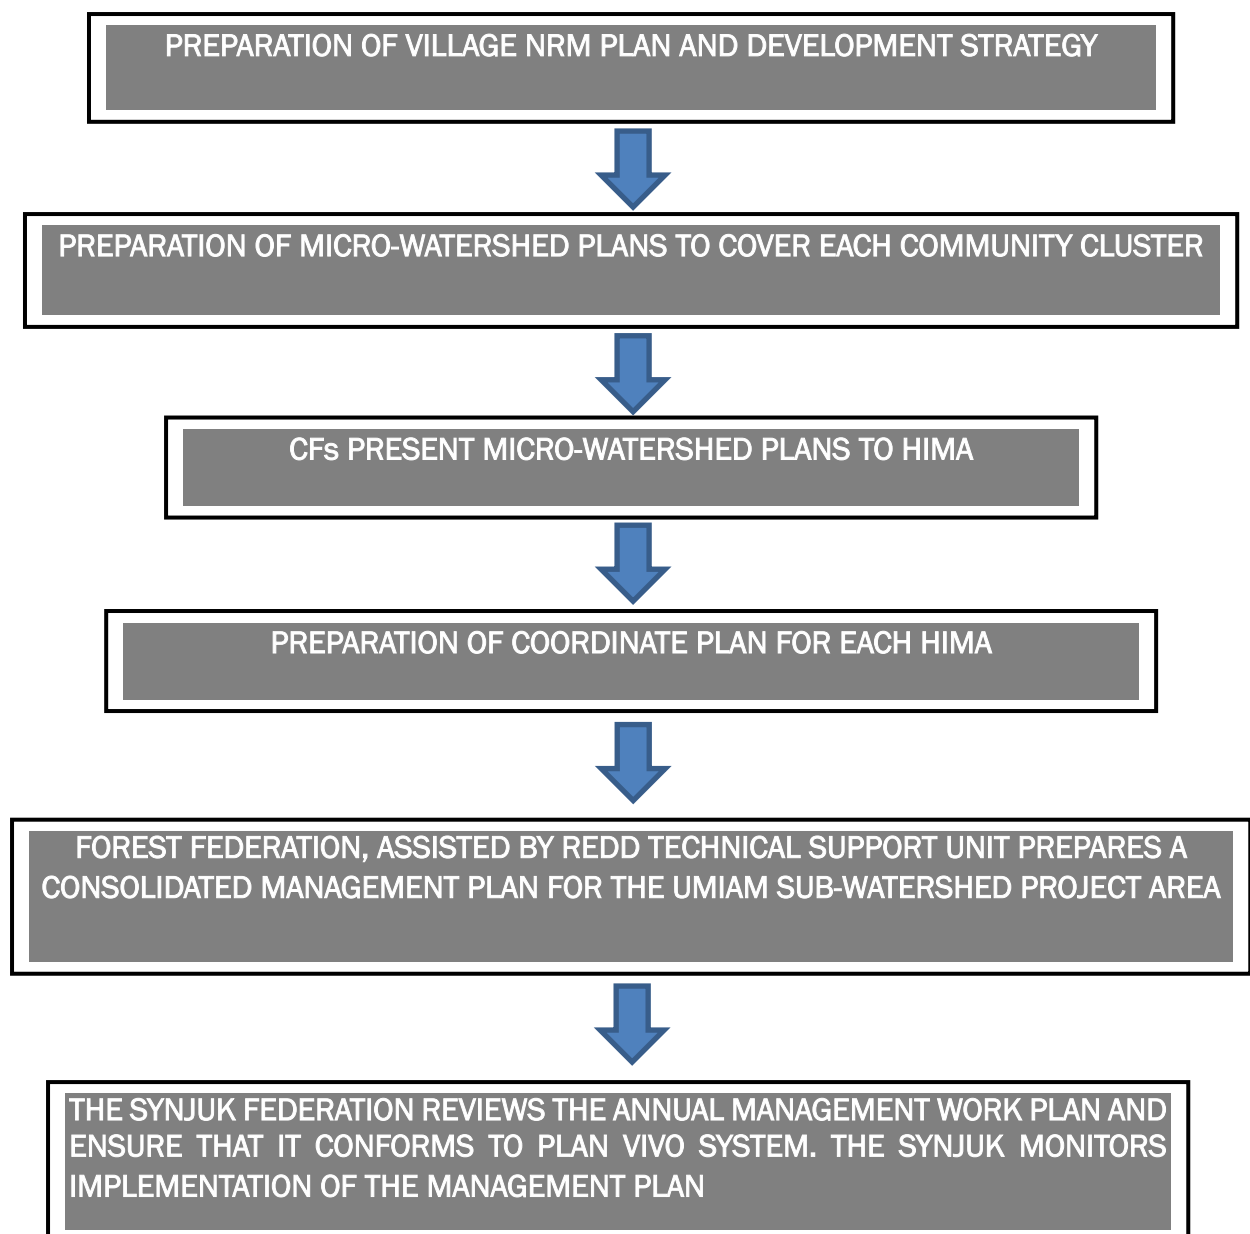 PREPARATION OF VILLAGE NRM PLAN AND DEVELOPMENT STRATEGY
PREPARATION OF MICRO-WATERSHED PLANS TO COVER EACH COMMUNITY CLUSTER
CFs PRESENT MICRO-WATERSHED PLANS TO HIMA
PREPARATION OF COORDINATE PLAN FOR EACH HIMA
FOREST FEDERATION, ASSISTED BY REDD TECHNICAL SUPPORT UNIT PREPARES A
CONSOLIDATED MANAGEMENT PLAN FOR THE UMIAM SUB-WATERSHED PROJECT AREA
THE SYNJUK FEDERATION REVIEWS THE ANNUAL MANAGEMENT WORK PLAN AND
ENSURE THAT IT CONFORMS TO PLAN VIVO SYSTEM. THE SYNJUK MONITORS
IMPLEMENTATION OF THE MANAGEMENT PLAN